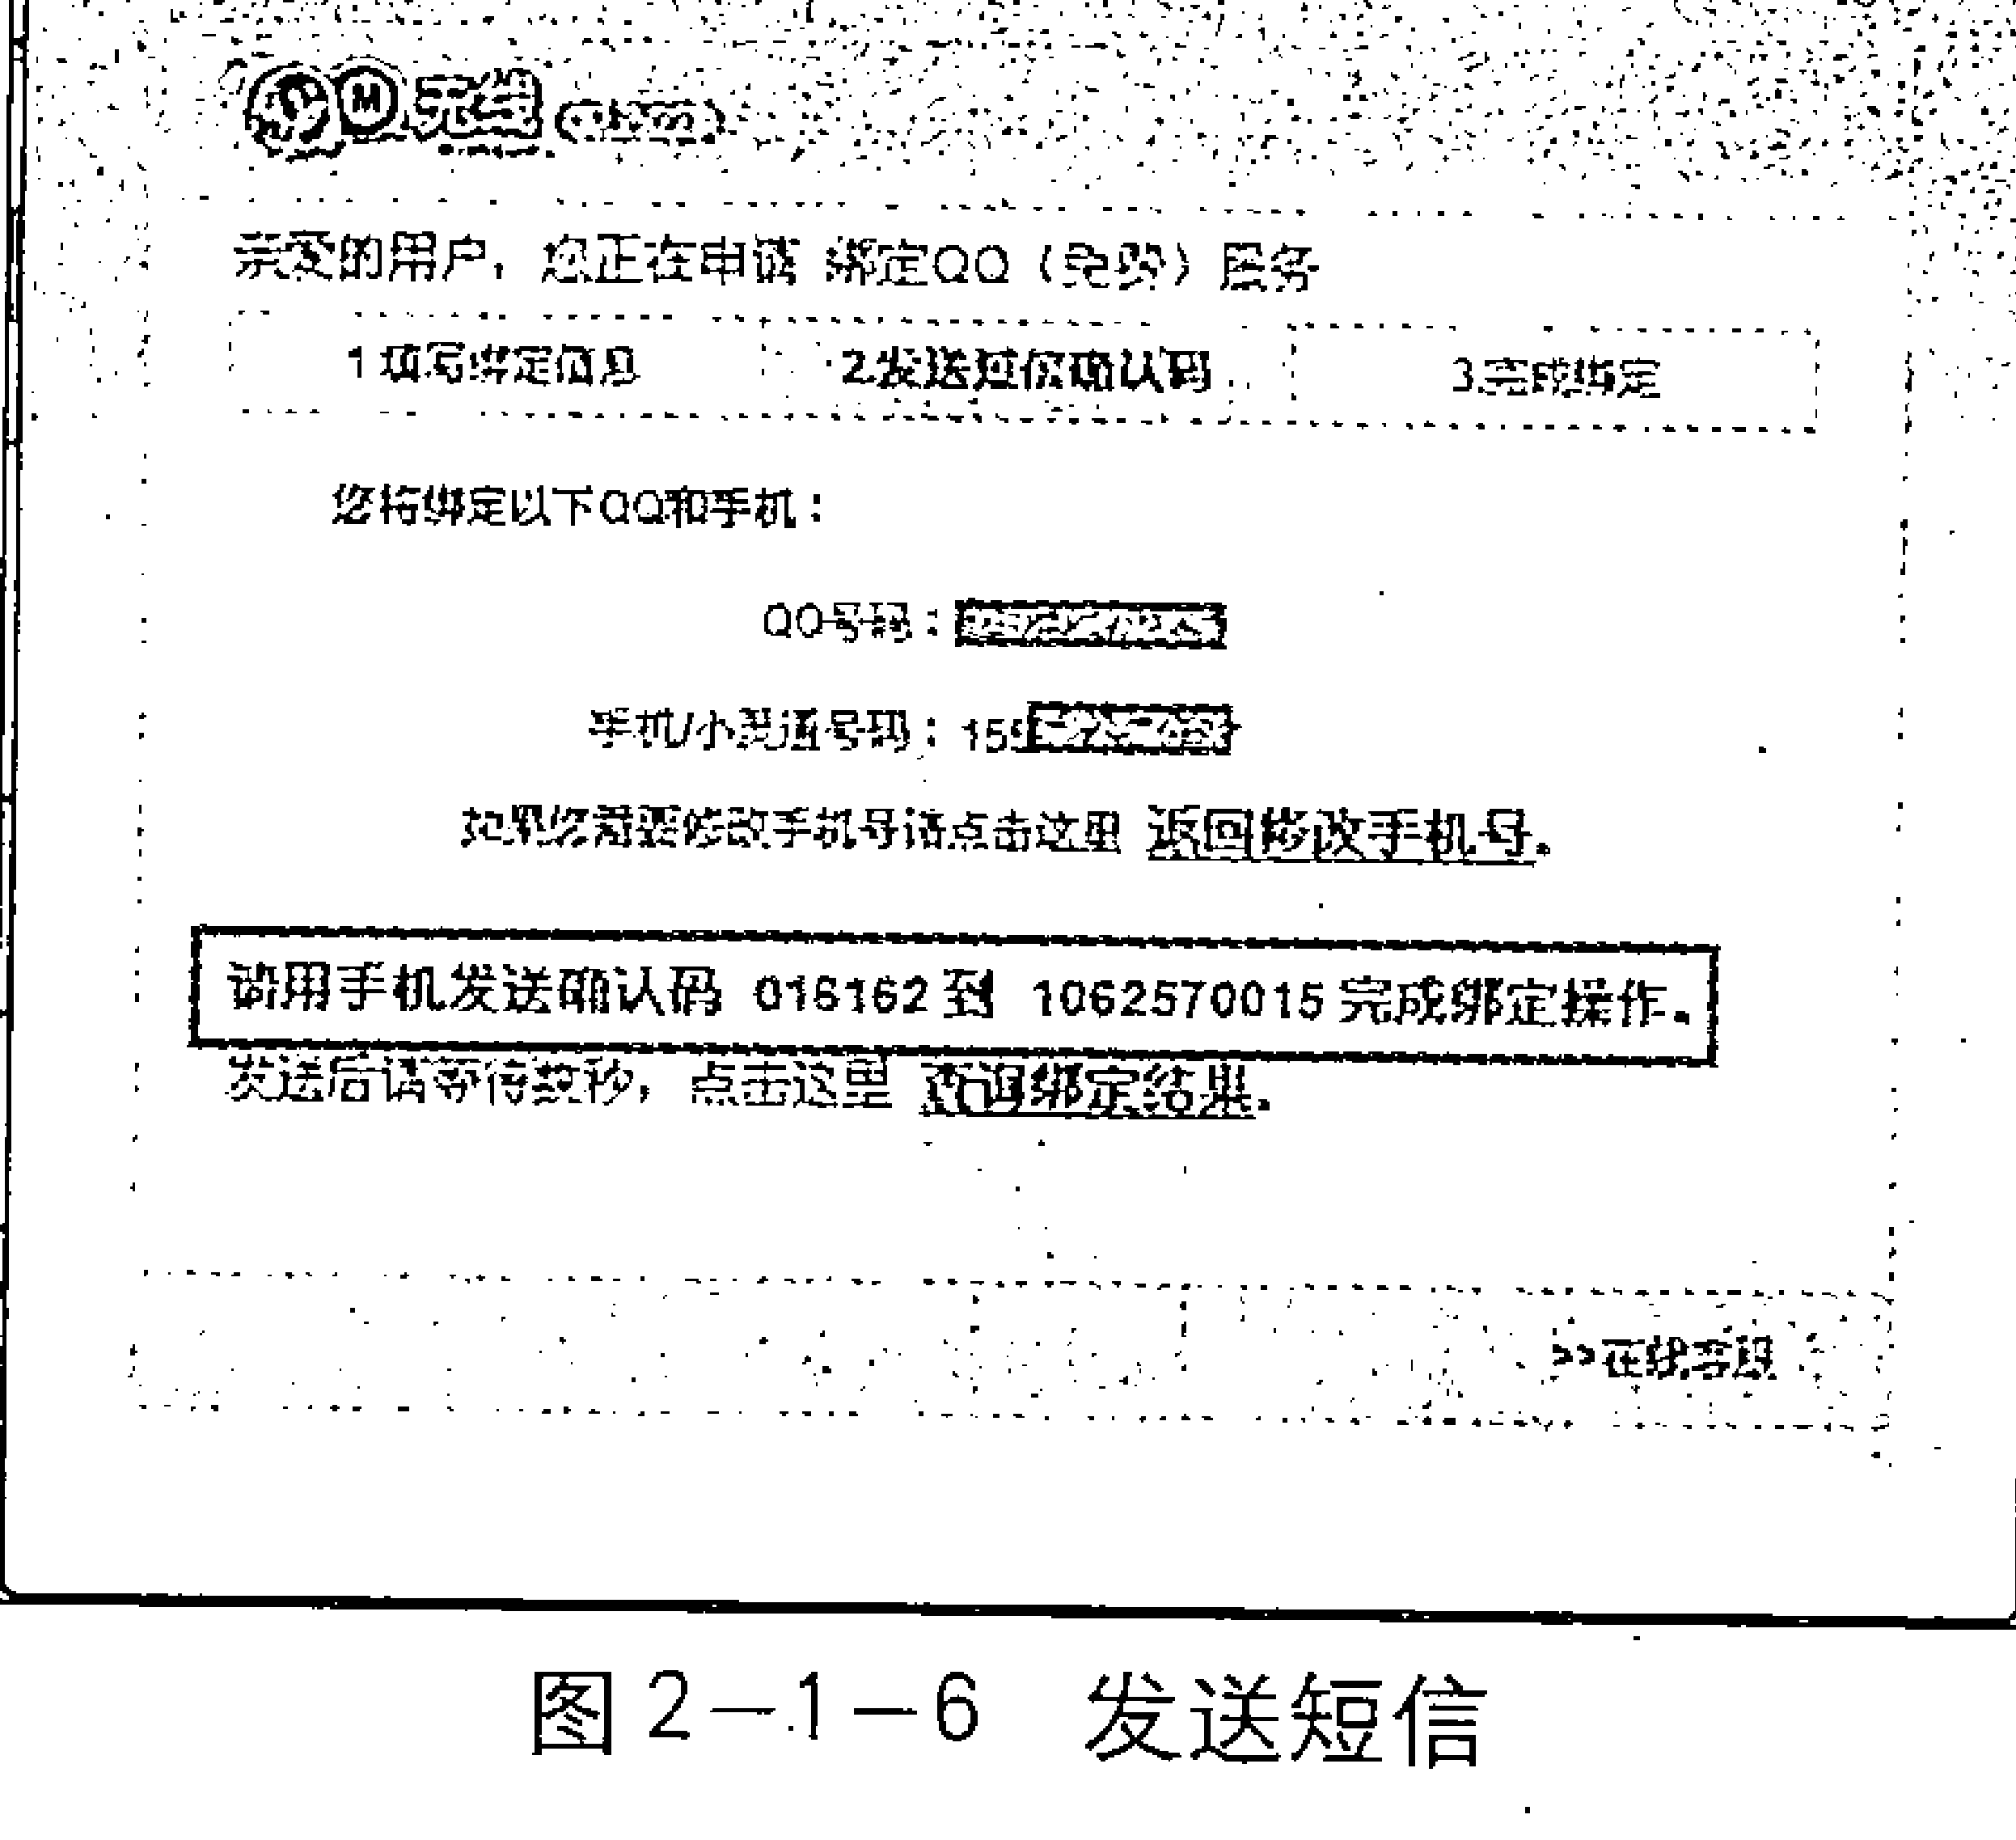 M 无线
亲爱的用户，您正在申请 绑定QQ（免费）服务
1.填写绑定信息 2.发送短信确认码 3.完成绑定
您将绑定以下QQ和手机：
QQ号码：
手机/小灵通号码：159
如果您需要修改手机号请点击这里 返回修改手机号。
请用手机发送确认码 016162 到 1062570015 完成绑定操作。
发送后请等待数秒，点击这里 查询绑定结果。
>>在线客服
图2-1-6 发送短信